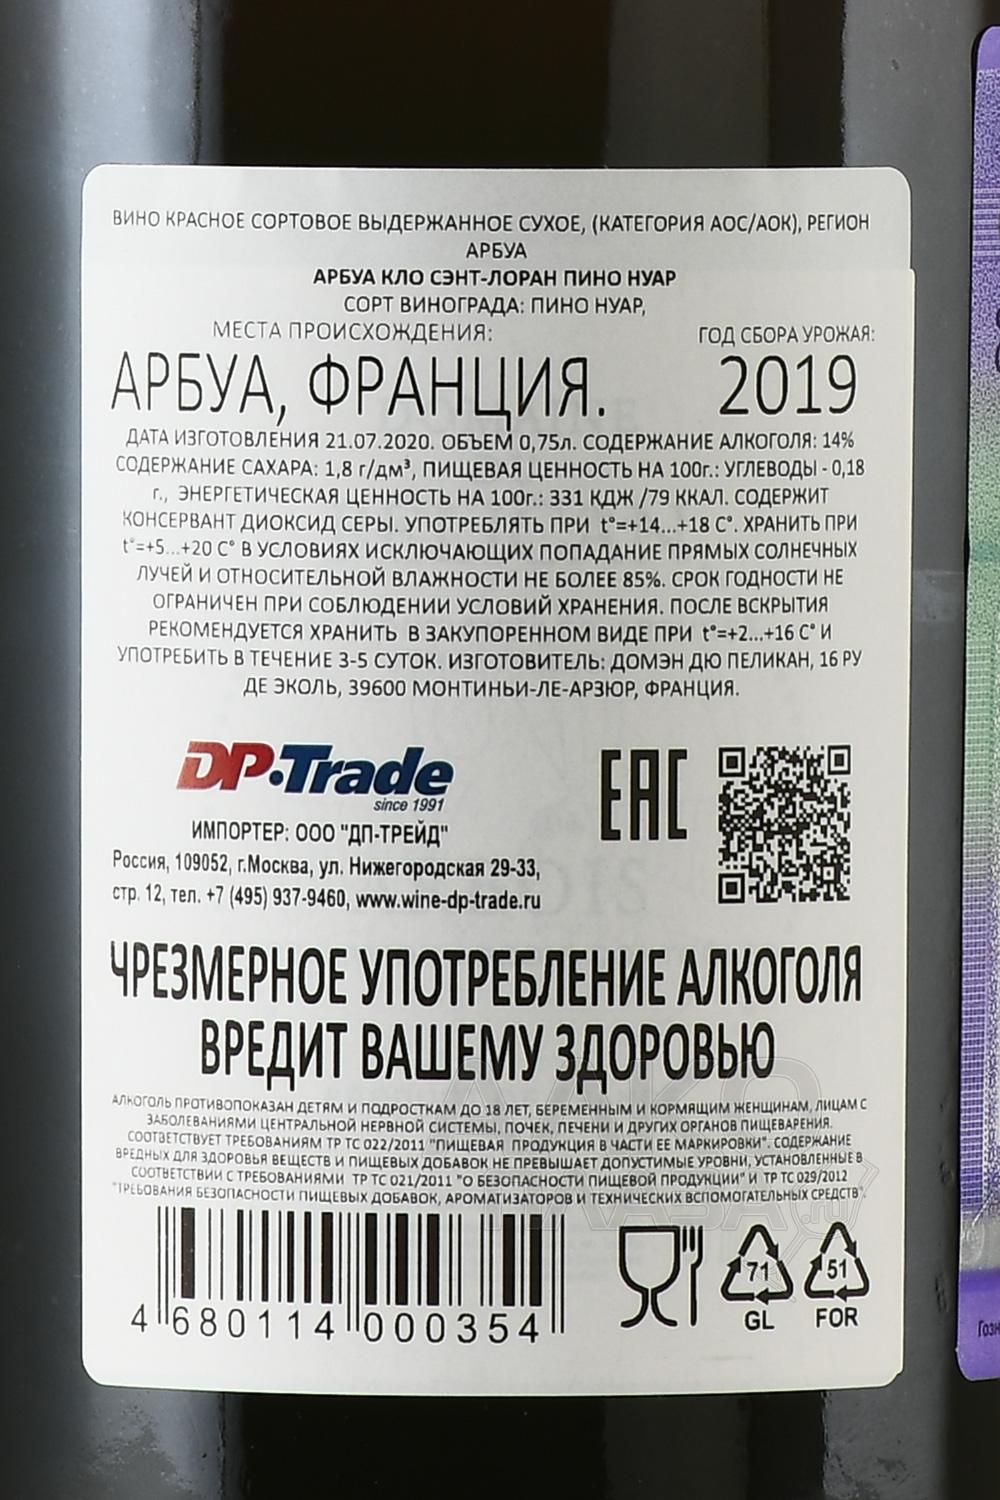 ВИНО КРАСНОЕ СОРТОВОЕ ВЫДЕРЖАННОЕ СУХОЕ, (КАТЕГОРИЯ АОС/АОК), РЕГИОН
АРБУА
АРБУА КЛО СЭНТ-ЛОРАН ПИНО НУАР
СОРТ ВИНОГРАДА: ПИНО НУАР,
МЕСТА ПРОИСХОЖДЕНИЯ:
АРБУА, ФРАНЦИЯ.
ГОД СБОРА УРОЖАЯ:
2019
ДАТА ИЗГОТОВЛЕНИЯ 21.07.2020. ОБЪЕМ 0,75л. СОДЕРЖАНИЕ АЛКОГОЛЯ: 14%
СОДЕРЖАНИЕ САХАРА: 1,8 г/дм³, ПИЩЕВАЯ ЦЕННОСТЬ НА 100г.: УГЛЕВОДЫ - 0,18
г., ЭНЕРГЕТИЧЕСКАЯ ЦЕННОСТЬ НА 100г.: 331 КДЖ /79 ККАЛ. СОДЕРЖИТ
КОНСЕРВАНТ ДИОКСИД СЕРЫ. УПОТРЕБЛЯТЬ ПРИ t°=+14...+18 C°. ХРАНИТЬ ПРИ
t°=+5...+20 C° В УСЛОВИЯХ ИСКЛЮЧАЮЩИХ ПОПАДАНИЕ ПРЯМЫХ СОЛНЕЧНЫХ
ЛУЧЕЙ И ОТНОСИТЕЛЬНОЙ ВЛАЖНОСТИ НЕ БОЛЕЕ 85%. СРОК ГОДНОСТИ НЕ
ОГРАНИЧЕН ПРИ СОБЛЮДЕНИИ УСЛОВИЙ ХРАНЕНИЯ. ПОСЛЕ ВСКРЫТИЯ
РЕКОМЕНДУЕТСЯ ХРАНИТЬ В ЗАКУПОРЕННОМ ВИДЕ ПРИ t°=+2...+16 C° И
УПОТРЕБИТЬ В ТЕЧЕНИЕ 3-5 СУТОК. ИЗГОТОВИТЕЛЬ: ДОМЭН ДЮ ПЕЛИКАН, 16 РУ
ДЕ ЭКОЛЬ, 39600 МОНТИНЬИ-ЛЕ-АРЗЮР, ФРАНЦИЯ.
DP·Trade
since 1991
ЕАС
ИМПОРТЕР: ООО "ДП-ТРЕЙД"
Россия, 109052, г.Москва, ул. Нижегородская 29-33,
стр. 12, тел. +7 (495) 937-9460, www.wine-dp-trade.ru
ЧРЕЗМЕРНОЕ УПОТРЕБЛЕНИЕ АЛКОГОЛЯ
ВРЕДИТ ВАШЕМУ ЗДОРОВЬЮ
АЛКОГОЛЬ ПРОТИВОПОКАЗАН ДЕТЯМ И ПОДРОСТКАМ ДО 18 ЛЕТ, БЕРЕМЕННЫМ И КОРМЯЩИМ ЖЕНЩИНАМ, ЛИЦАМ С
ЗАБОЛЕВАНИЯМИ ЦЕНТРАЛЬНОЙ НЕРВНОЙ СИСТЕМЫ, ПОЧЕК, ПЕЧЕНИ И ДРУГИХ ОРГАНОВ ПИЩЕВАРЕНИЯ.
СООТВЕТСТВУЕТ ТРЕБОВАНИЯМ ТР ТС 022/2011 "ПИЩЕВАЯ ПРОДУКЦИЯ В ЧАСТИ ЕЕ МАРКИРОВКИ". СОДЕРЖАНИЕ
ВРЕДНЫХ ДЛЯ ЗДОРОВЬЯ ВЕЩЕСТВ И ПИЩЕВЫХ ДОБАВОК НЕ ПРЕВЫШАЕТ ДОПУСТИМЫЕ УРОВНИ, УСТАНОВЛЕННЫЕ В
СООТВЕТСТВИИ С ТРЕБОВАНИЯМИ ТР ТС 021/2011 "О БЕЗОПАСНОСТИ ПИЩЕВОЙ ПРОДУКЦИИ" И ТР ТС 029/2012
"ТРЕБОВАНИЯ БЕЗОПАСНОСТИ ПИЩЕВЫХ ДОБАВОК, АРОМАТИЗАТОРОВ И ТЕХНИЧЕСКИХ ВСПОМОГАТЕЛЬНЫХ СРЕДСТВ".
4 680114 000354
71
GL
51
FOR